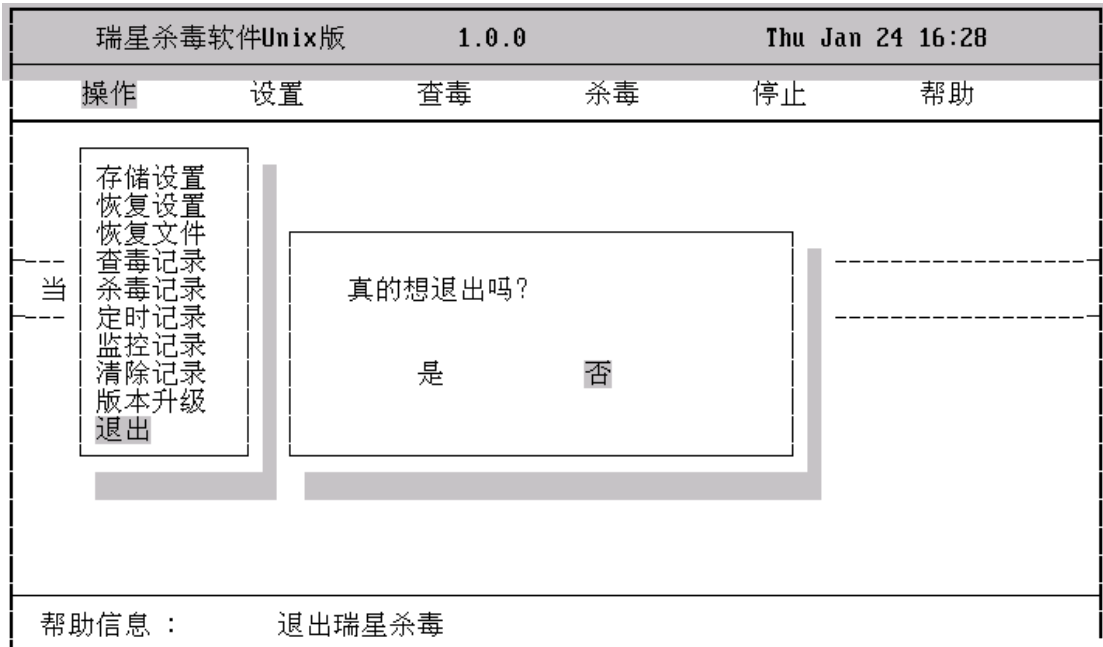 瑞星杀毒软件Unix版 1.0.0 Thu Jan 24 16:28
操作 设置 查毒 杀毒 停止 帮助
存储设置
恢复设置
恢复文件
查毒记录
当 杀毒记录
定时记录
监控记录
清除记录
版本升级
退出
真的想退出吗?
是 否
帮助信息 : 退出瑞星杀毒